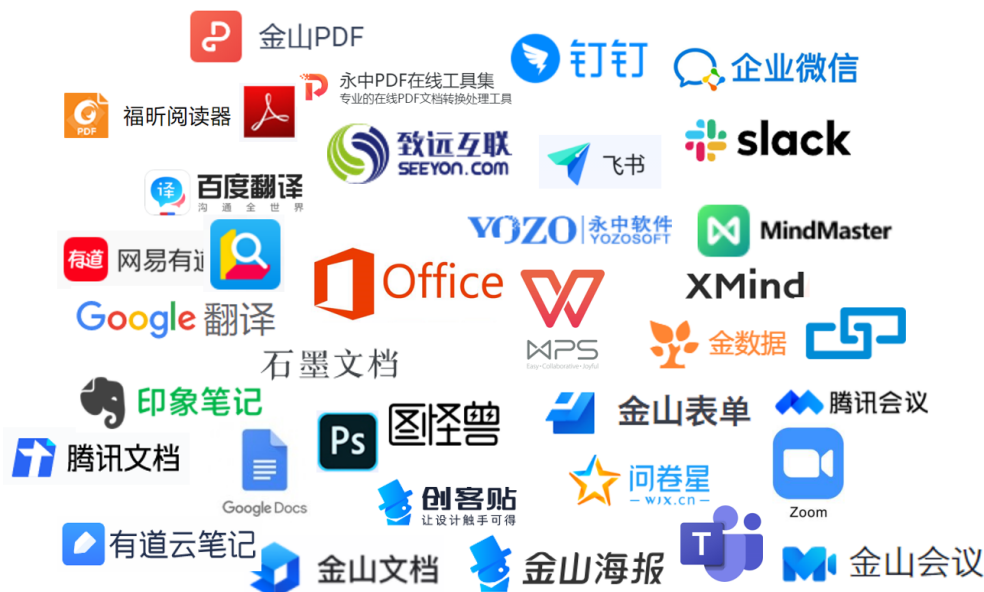 金山PDF
钉钉
企业微信
永中PDF在线工具集
专业的在线PDF文档转换处理工具
PDF
福昕阅读器
致远互联
SEEYON.COM
飞书
slack
译
百度翻译
沟通全世界
YOZO
永中软件
YOZOSOFT
MindMaster
有道
网易有道
Office
XMind
Google 翻译
WPS
Easy-Collaborative-Joyful
金数据
石墨文档
印象笔记
Ps
图怪兽
金山表单
腾讯会议
腾讯文档
Google Docs
创客贴
让设计触手可得
问卷星
WJX.cn
Zoom
有道云笔记
金山文档
金山海报
T
金山会议